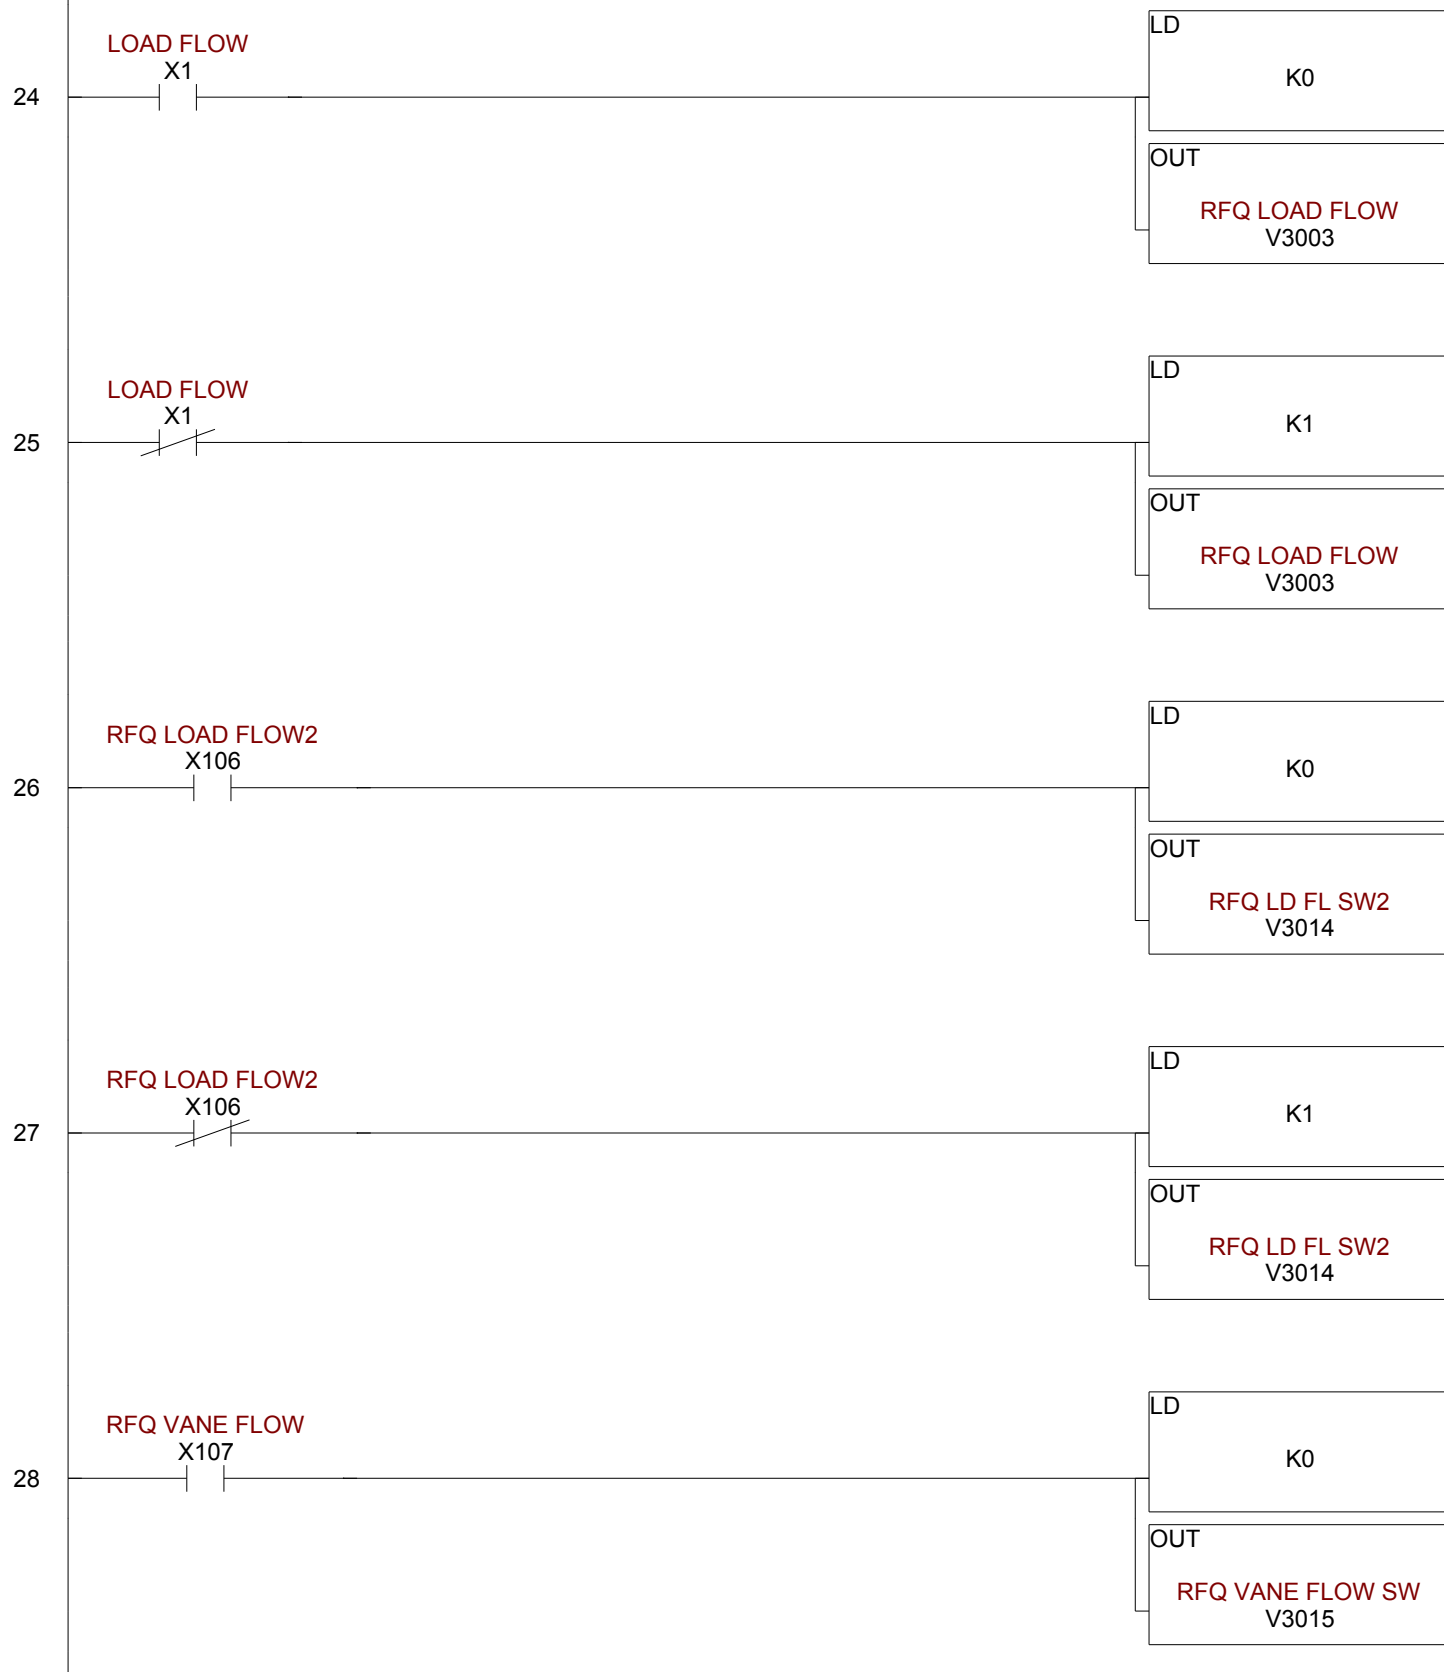 LOAD FLOW
X1
24
LD
K0
OUT
RFQ LOAD FLOW
V3003
LOAD FLOW
X1
25
LD
K1
OUT
RFQ LOAD FLOW
V3003
RFQ LOAD FLOW2
X106
26
LD
K0
OUT
RFQ LD FL SW2
V3014
RFQ LOAD FLOW2
X106
27
LD
K1
OUT
RFQ LD FL SW2
V3014
RFQ VANE FLOW
X107
28
LD
K0
OUT
RFQ VANE FLOW SW
V3015